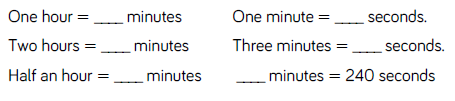 One hour = ____ minutes One minute = ____ seconds.
Two hours = ____ minutes Three minutes = ____ seconds.
Half an hour = ____ minutes ____ minutes = 240 seconds